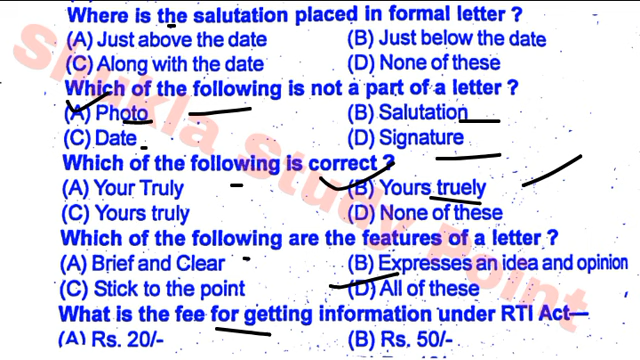 Where is the salutation placed in formal letter ?
(A) Just above the date (B) Just below the date
(C) Along with the date (D) None of these
Which of the following is not a part of a letter ?
(A) Photo (B) Salutation
(C) Date (D) Signature
Which of the following is correct ?
(A) Your Truly (B) Yours truely
(C) Yours truly (D) None of these
Which of the following are the features of a letter ?
(A) Brief and Clear (B) Expresses an idea and opinion
(C) Stick to the point (D) All of these
What is the fee for getting information under RTI Act—
(A) Rs. 20/- (B) Rs. 50/-
Shukla Study Point